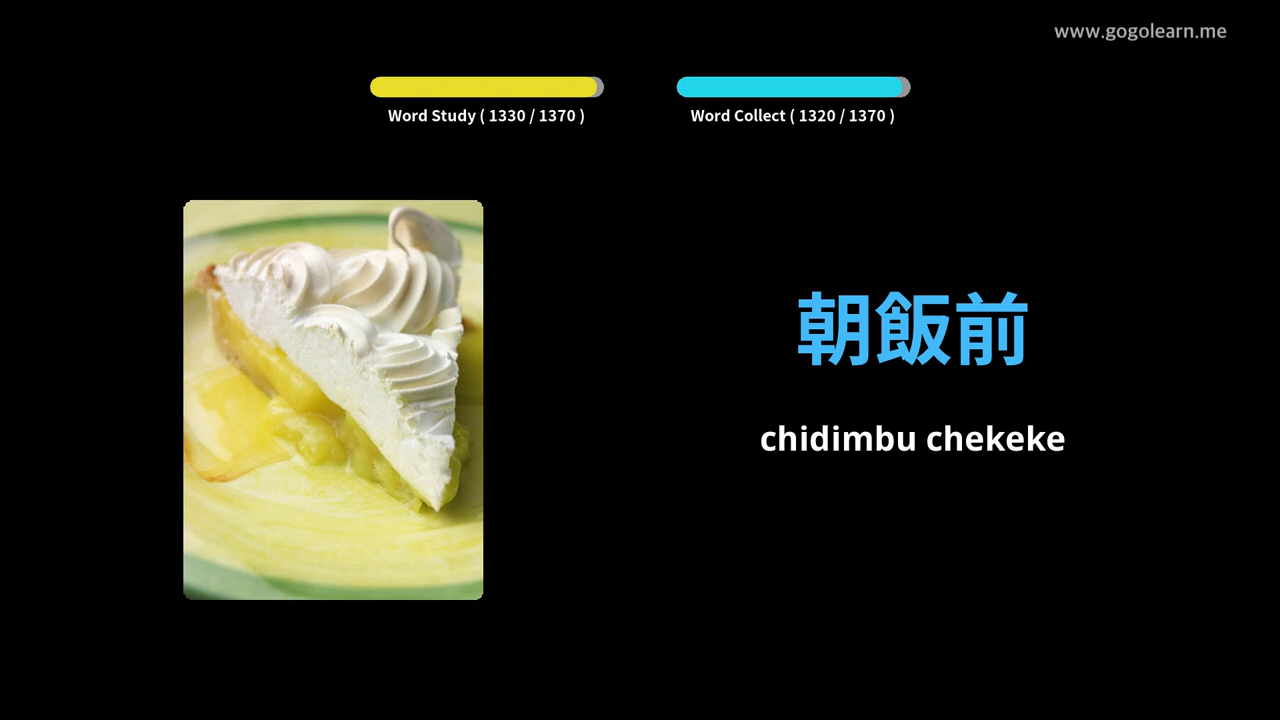 www.gogolearn.me
Word Study ( 1330 / 1370 )
Word Collect ( 1320 / 1370 )
朝飯前
chidimbu chekeke